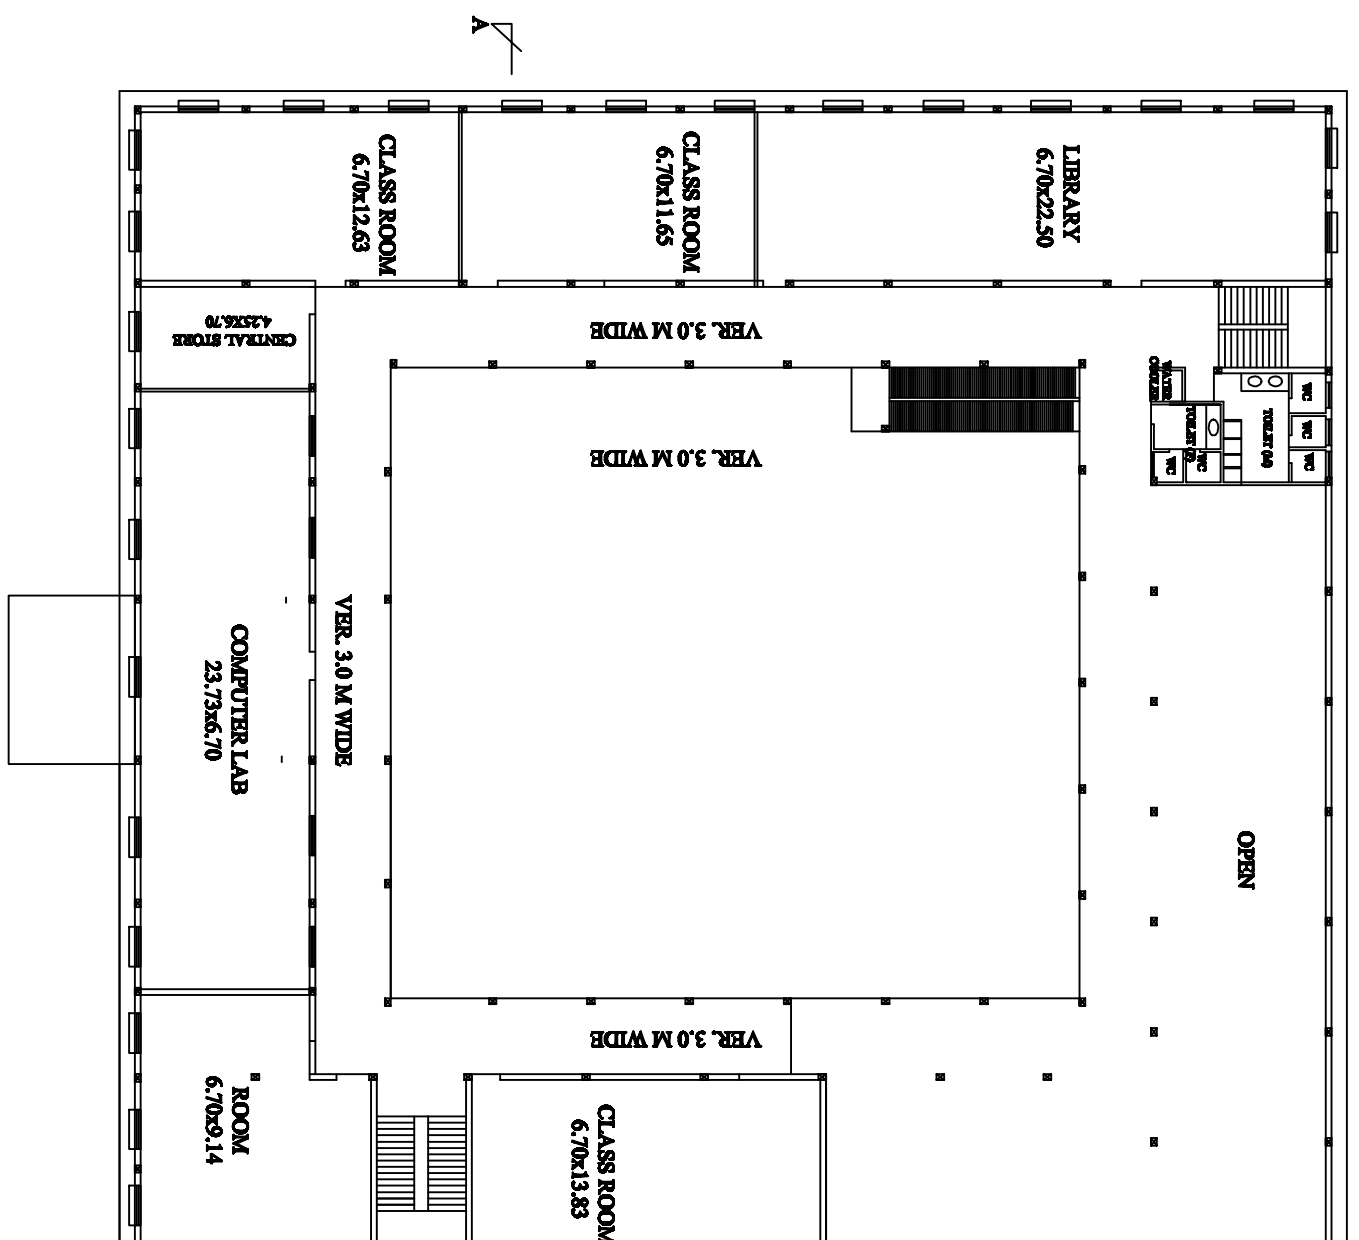 A
CLASS ROOM
6.70x12.63
CLASS ROOM
6.70x11.65
LIBRARY
6.70x22.50
CENTRAL STORE
4.25X6.70
VER. 3.0 M WIDE
VER. 3.0 M WIDE
WATER
COOLER
TOILET (F)
WC
WC
TOILET (M)
WC
WC
WC
COMPUTER LAB
23.73x6.70
VER. 3.0 M WIDE
OPEN
VER. 3.0 M WIDE
ROOM
6.70x9.14
CLASS ROOM
6.70x13.83